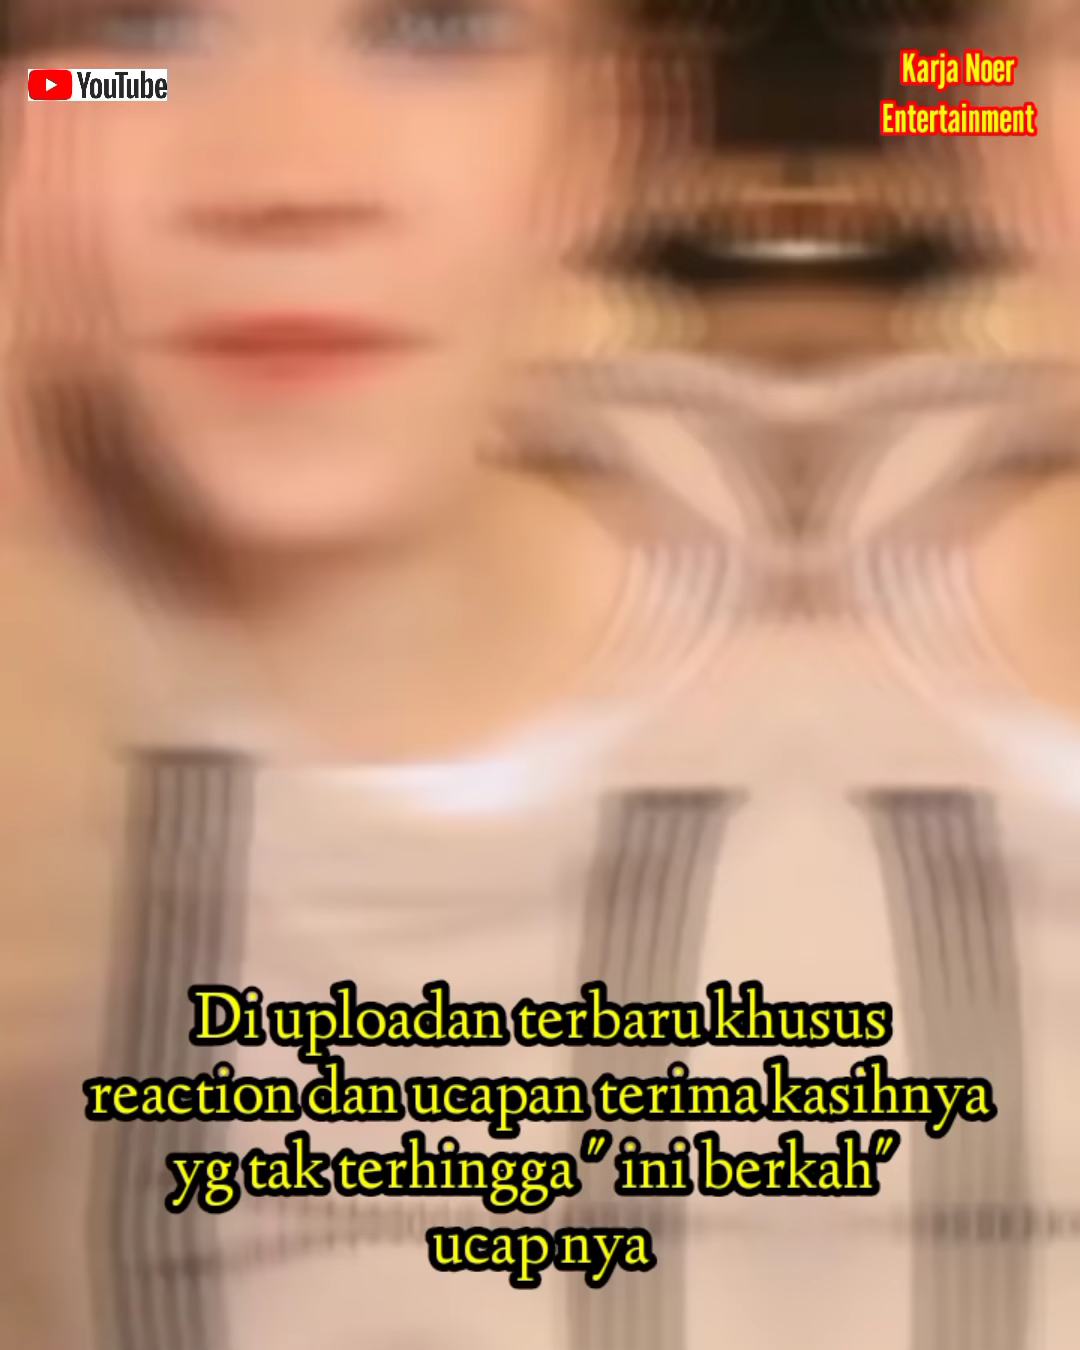 YouTube
Karja Noer
Entertainment
Di uploadan terbaru khusus
reaction dan ucapan terima kasihnya
yg tak terhingga " ini berkah"
ucap nya